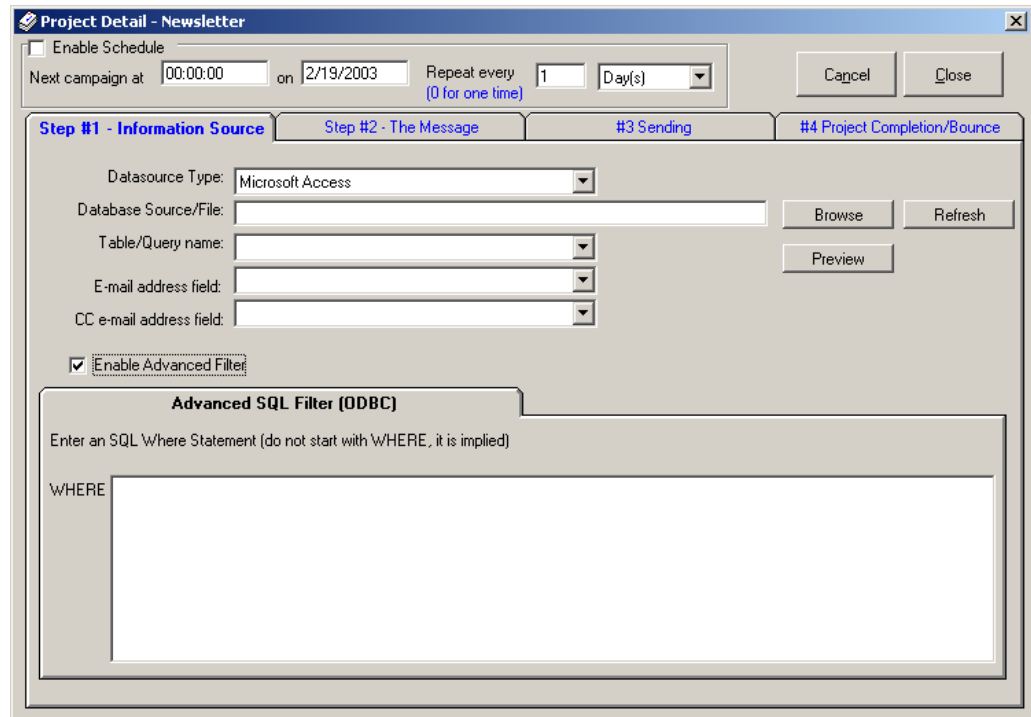 Project Detail - Newsletter
Enable Schedule
Next campaign at 00:00:00 on 2/19/2003 Repeat every 1 Day(s) Cancel Close
(0 for one time)
Step #1 - Information Source Step #2 - The Message #3 Sending #4 Project Completion/Bounce
Datasource Type: Microsoft Access
Database Source/File: Browse Refresh
Table/Query name:
Preview
E-mail address field:
CC e-mail address field:
Enable Advanced Filter
Advanced SQL Filter (ODBC)
Enter an SQL Where Statement (do not start with WHERE, it is implied)
WHERE